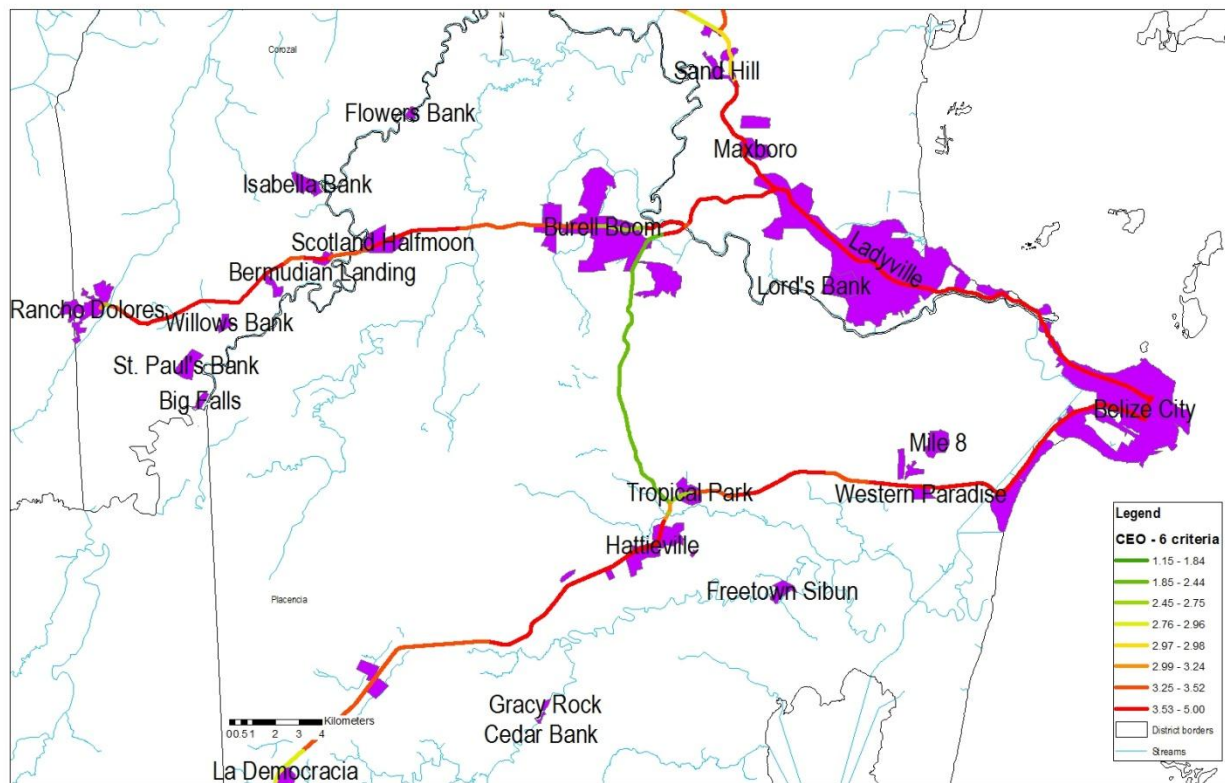 N
Corozal
Sand Hill
Flowers Bank
Maxboro
Isabella Bank
Burell Boom
Scotland Halfmoon
Ladyville
Bermudian Landing
Lord's Bank
Rancho Dolores
Willows Bank
St. Paul's Bank
Big Falls
Belize City
Mile 8
Tropical Park
Western Paradise
Hattieville
Freetown Sibun
Placencia
Gracy Rock
Cedar Bank
Kilometers
00.5 1 2 3 4
La Democracia
Legend
CEO - 6 criteria
1.15 - 1.84
1.85 - 2.44
2.45 - 2.75
2.76 - 2.96
2.97 - 2.98
2.99 - 3.24
3.25 - 3.52
3.53 - 5.00
District borders
Streams